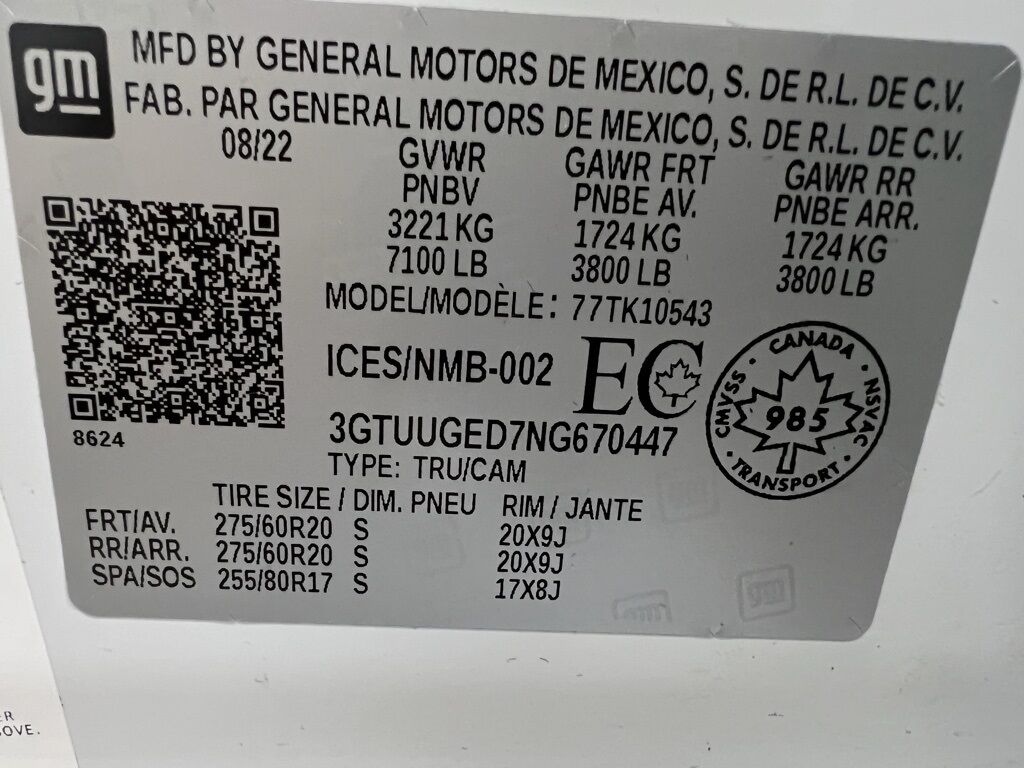 gm
MFD BY GENERAL MOTORS DE MEXICO, S. DE R.L. DE C.V.
FAB. PAR GENERAL MOTORS DE MEXICO, S. DE R.L. DE C.V.
08/22 GVWR GAWR FRT GAWR RR
PNBV PNBE AV. PNBE ARR.
3221 KG 1724 KG 1724 KG
7100 LB 3800 LB 3800 LB
MODEL/MODÈLE: 77TK10543
ICES/NMB-002 EC
CANADA
CMVSS 985 NSVAC
TRANSPORT
8624
3GTUUGED7NG670447
TYPE: TRU/CAM
TIRE SIZE / DIM. PNEU RIM / JANTE
FRT/AV. 275/60R20 S 20X9J
RR/ARR. 275/60R20 S 20X9J
SPA/SOS 255/80R17 S 17X8J
gm
OVE.